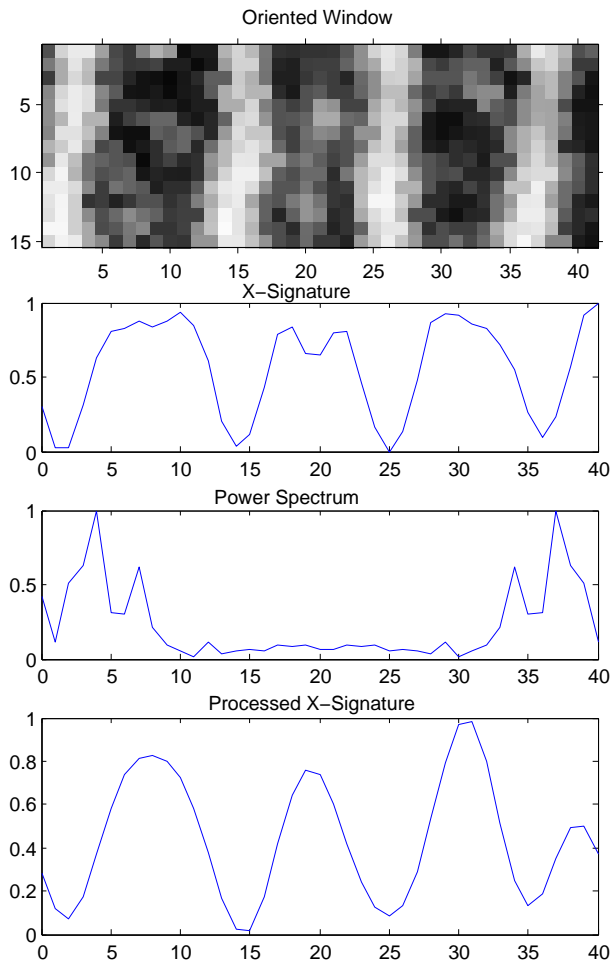 Oriented Window
5
10
15
5 10 15 20 25 30 35 40
X−Signature
1
0.5
0
0 5 10 15 20 25 30 35 40
Power Spectrum
1
0.5
0
0 5 10 15 20 25 30 35 40
Processed X−Signature
1
0.8
0.6
0.4
0.2
0
0 5 10 15 20 25 30 35 40